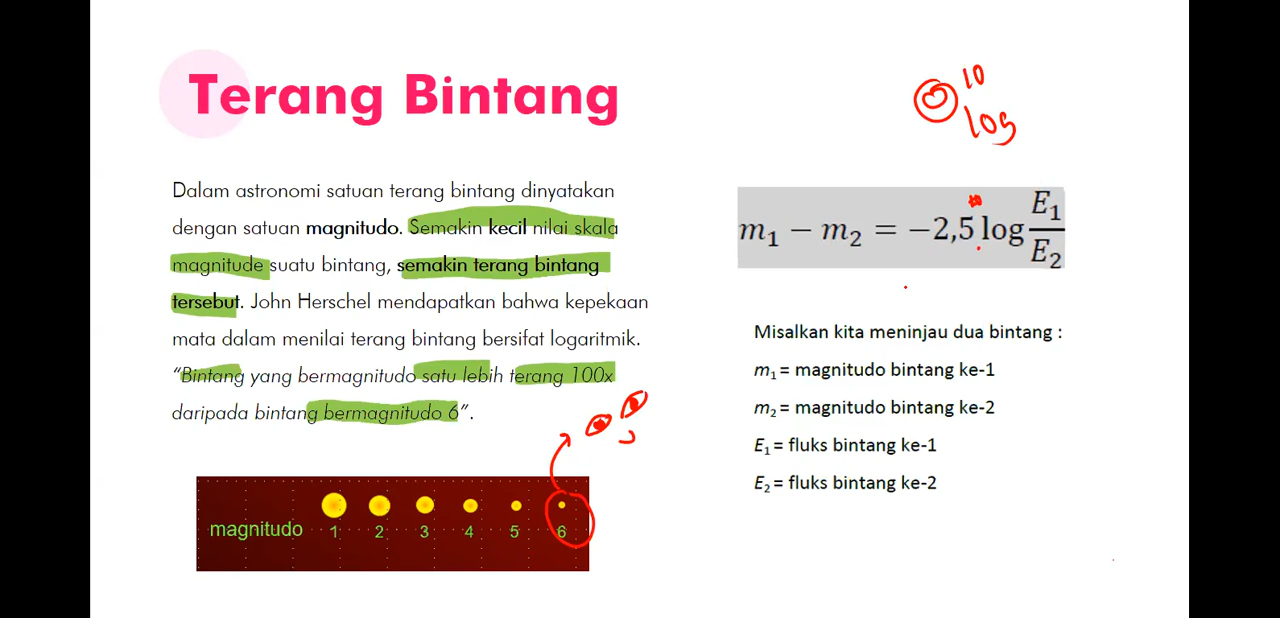 Terang Bintang
Dalam astronomi satuan terang bintang dinyatakan
dengan satuan magnitudo. Semakin kecil nilai skala
magnitude suatu bintang, semakin terang bintang
tersebut. John Herschel mendapatkan bahwa kepekaan
mata dalam menilai terang bintang bersifat logaritmik.
“Bintang yang bermagnitudo satu lebih terang 100x
daripada bintang bermagnitudo 6”.
magnitudo 1 2 3 4 5 6
10
log
m₁ − m₂ = −2,5 log E₁/E₂
Misalkan kita meninjau dua bintang :
m₁ = magnitudo bintang ke-1
m₂ = magnitudo bintang ke-2
E₁ = fluks bintang ke-1
E₂ = fluks bintang ke-2